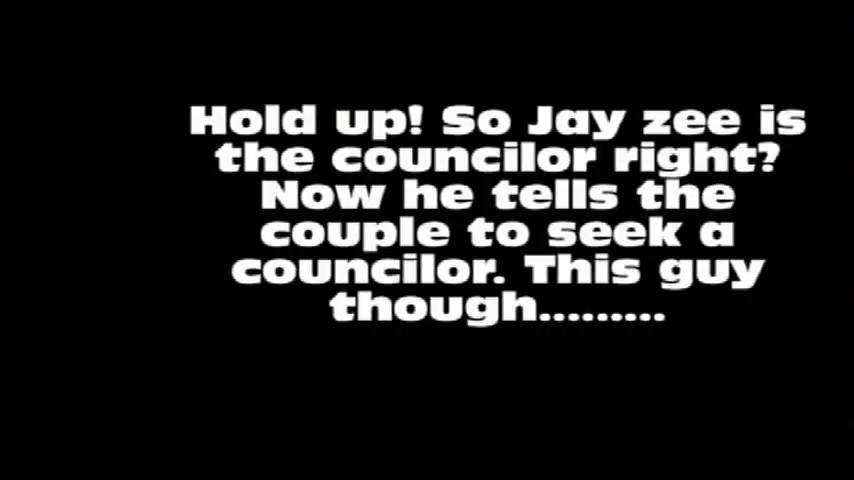 Hold up! So Jay zee is
the councilor right?
Now he tells the
couple to seek a
councilor. This guy
though.........